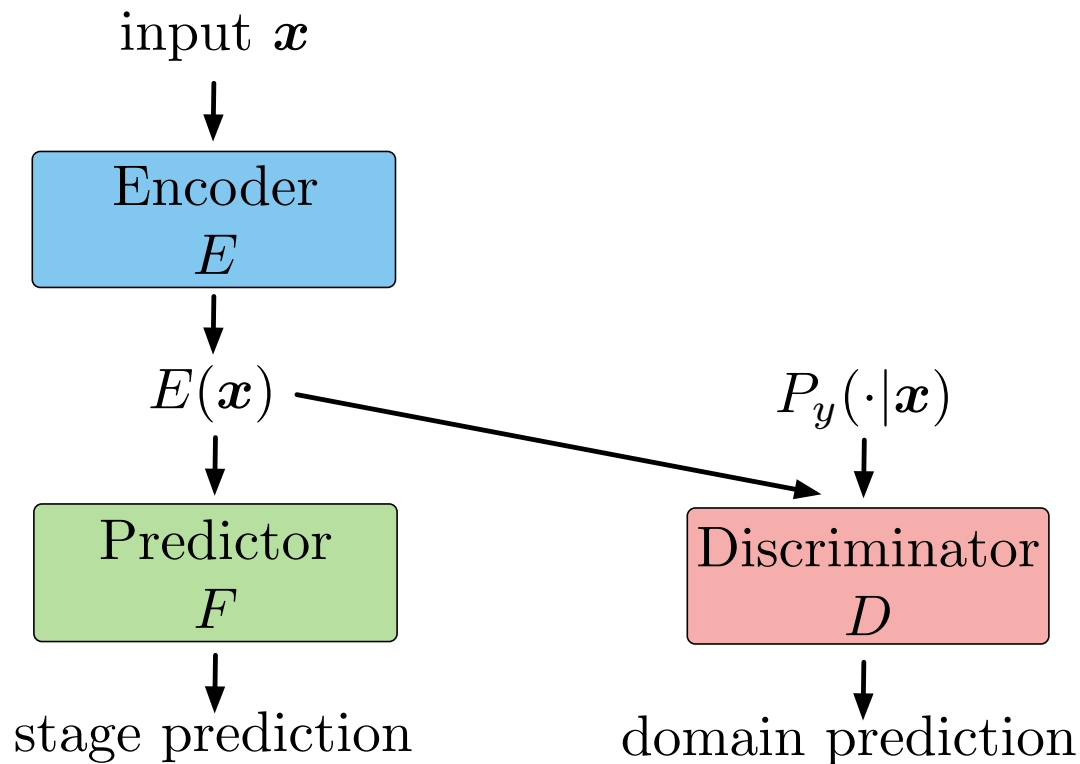 input x
Encoder
E
E(x)
P_y(·|x)
Predictor
F
Discriminator
D
stage prediction
domain prediction